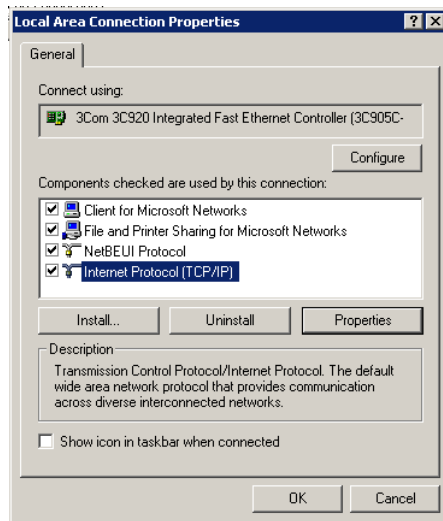 Local Area Connection Properties
General
Connect using:
3Com 3C920 Integrated Fast Ethernet Controller (3C905C-
Configure
Components checked are used by this connection:
Client for Microsoft Networks
File and Printer Sharing for Microsoft Networks
NetBEUI Protocol
Internet Protocol (TCP/IP)
Install... Uninstall Properties
Description
Transmission Control Protocol/Internet Protocol. The default
wide area network protocol that provides communication
across diverse interconnected networks.
Show icon in taskbar when connected
OK Cancel